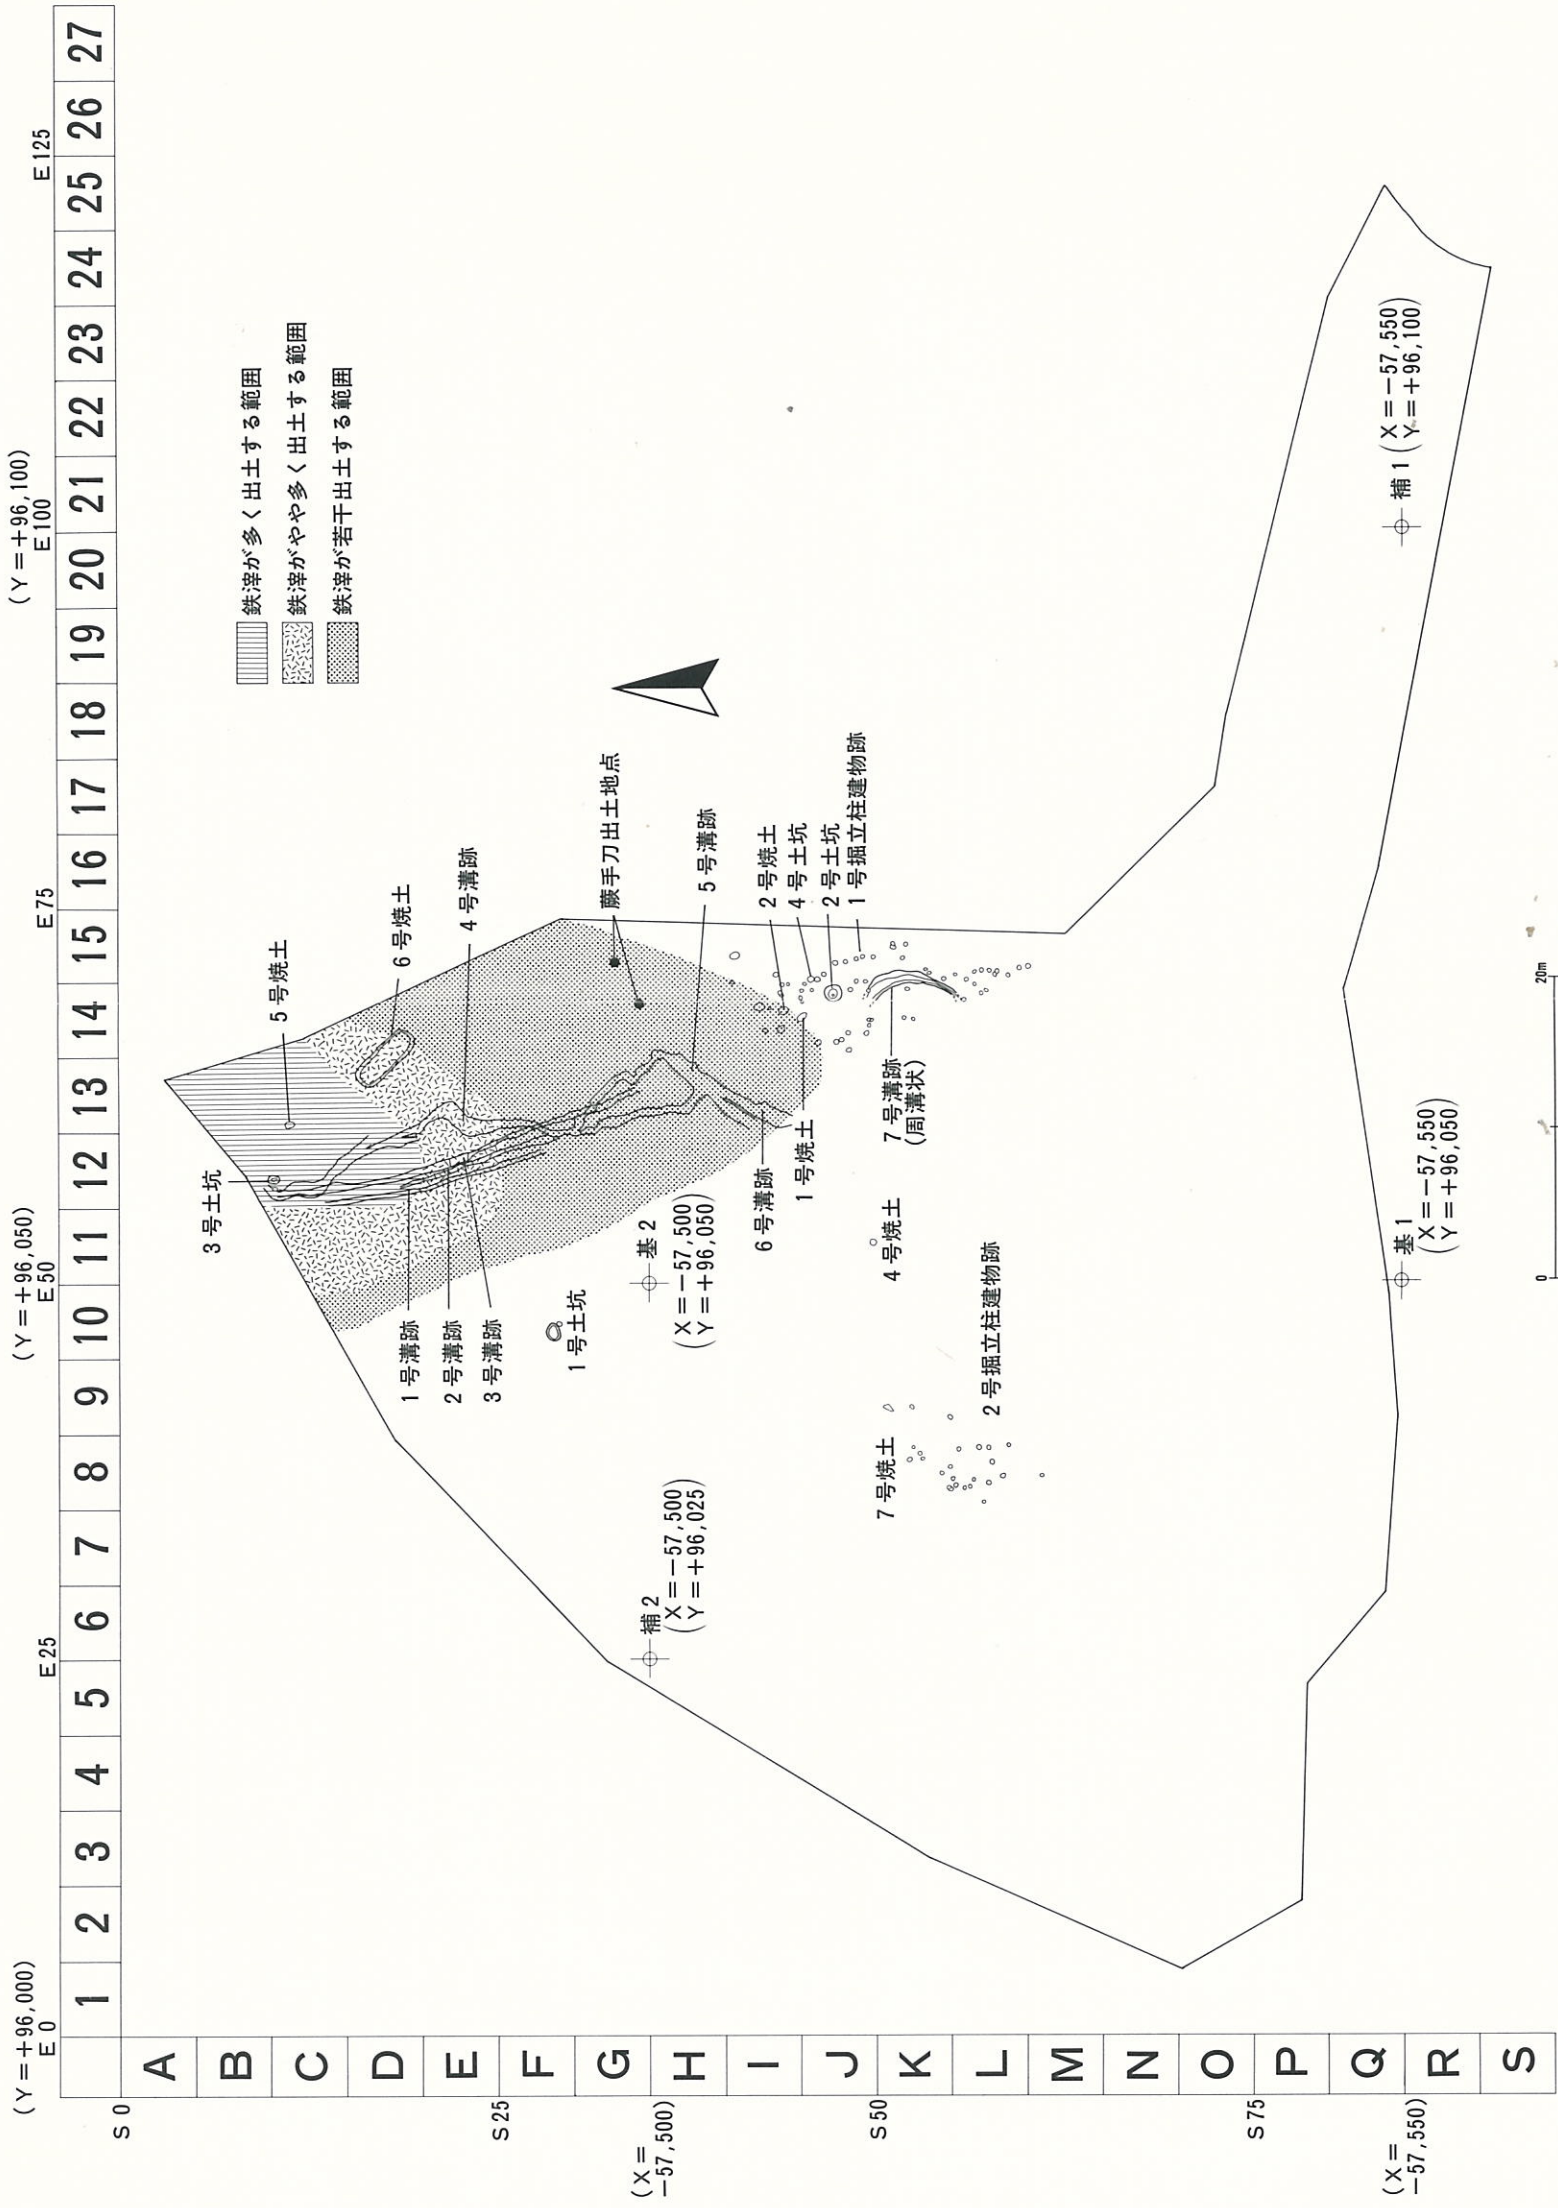 (Y＝＋96,000)
E 0
E 25
(Y＝＋96,050)
E 50
E 75
(Y＝＋96,100)
E 100
E 125
1 2 3 4 5 6 7 8 9 10 11 12 13 14 15 16 17 18 19 20 21 22 23 24 25 26 27
S 0
S 25
(X＝
－57,500)
S 50
S 75
(X＝
－57,550)
A
B
C
D
E
F
G
H
I
J
K
L
M
N
O
P
Q
R
S
鉄滓が多く出土する範囲
鉄滓がやや多く出土する範囲
鉄滓が若干出土する範囲
3号土坑
5号焼土
6号焼土
4号溝跡
1号溝跡
2号溝跡
3号溝跡
1号土坑
蕨手刀出土地点
補2
(X＝－57,500
Y＝＋96,025)
基2
(X＝－57,500
Y＝＋96,050)
5号溝跡
6号溝跡
1号焼土
2号焼土
4号土坑
2号土坑
1号掘立柱建物跡
7号溝跡
(周溝状)
4号焼土
7号焼土
2号掘立柱建物跡
基1
(X＝－57,550
Y＝＋96,050)
補1
(X＝－57,550
Y＝＋96,100)
0
20m